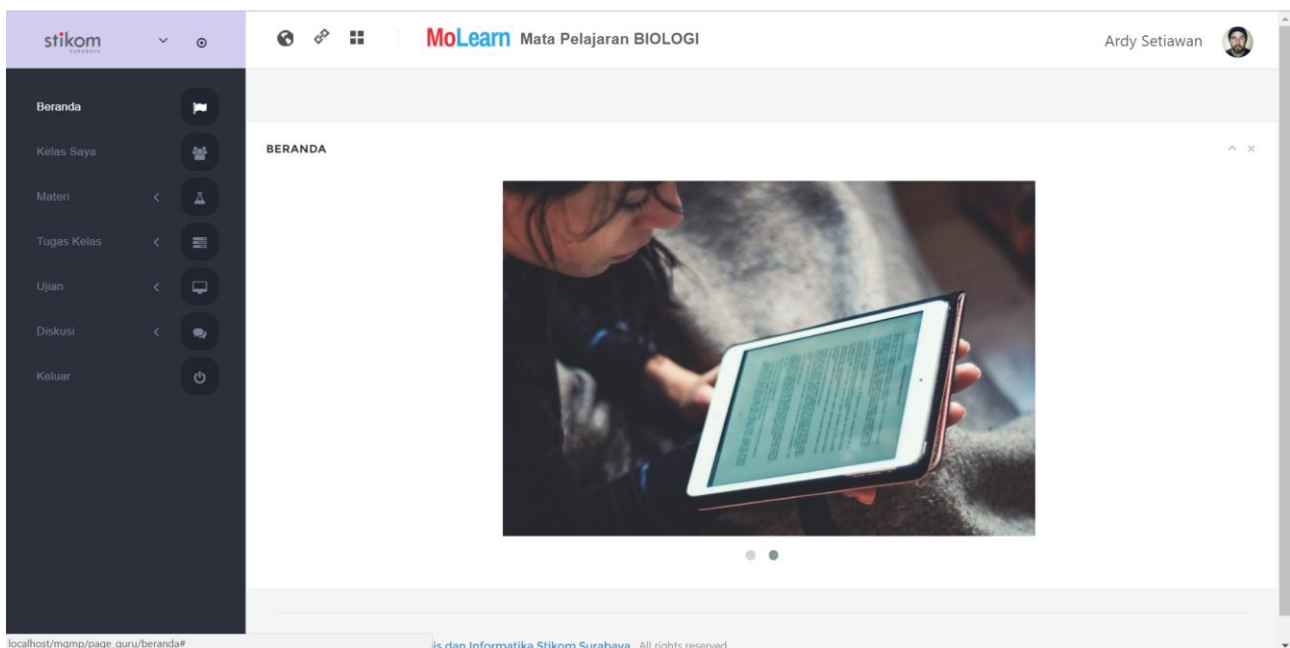 stikom
SURABAYA
MoLearn Mata Pelajaran BIOLOGI
Ardy Setiawan
Beranda
Kelas Saya
Materi
Tugas Kelas
Ujian
Diskusi
Keluar
BERANDA
localhost/mgmp/page_guru/beranda#
dan Informatika Stikom Surabaya. All rights reserved